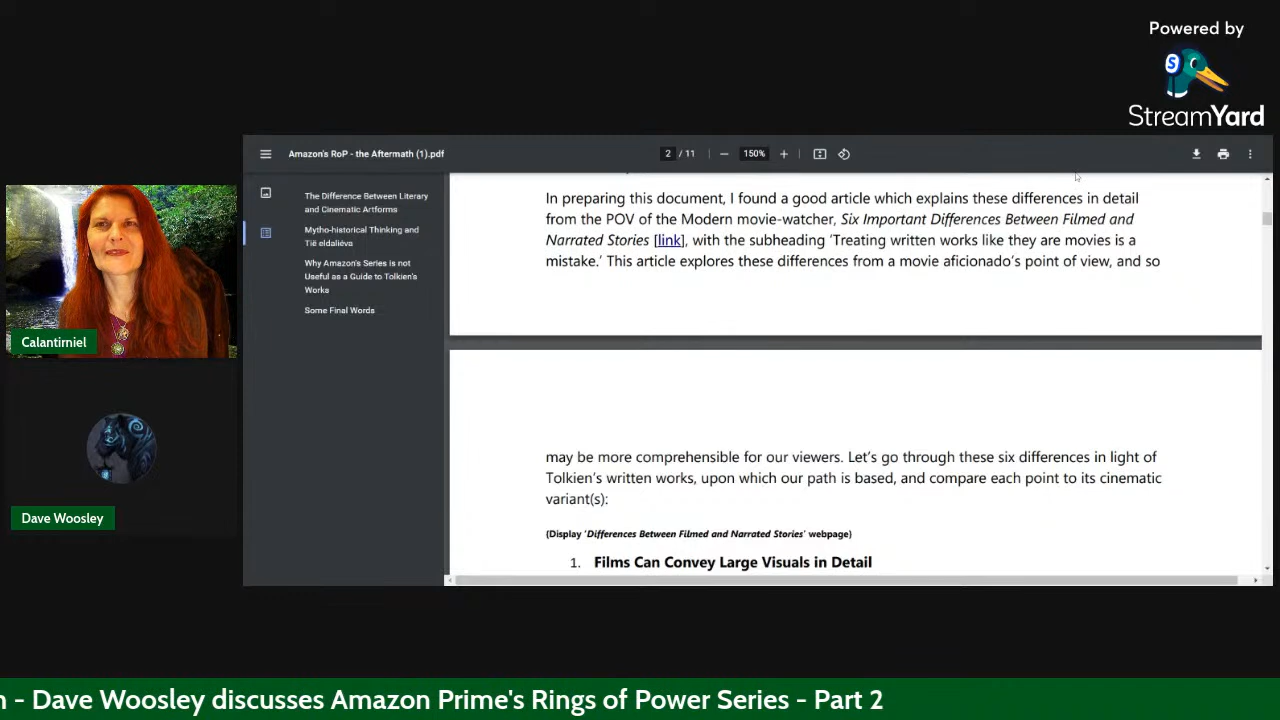 Powered by
S
StreamYard
Amazon's RoP - the Aftermath (1).pdf
2 / 11
150%
The Difference Between Literary
and Cinematic Artforms
Mytho-historical Thinking and
Tië eldaliéva
Why Amazon's Series is not
Useful as a Guide to Tolkien's
Works
Some Final Words
In preparing this document, I found a good article which explains these differences in detail
from the POV of the Modern movie-watcher, Six Important Differences Between Filmed and
Narrated Stories [link], with the subheading ‘Treating written works like they are movies is a
mistake.’ This article explores these differences from a movie aficionado’s point of view, and so
may be more comprehensible for our viewers. Let’s go through these six differences in light of
Tolkien’s written works, upon which our path is based, and compare each point to its cinematic
variant(s):
(Display ‘Differences Between Filmed and Narrated Stories’ webpage)
1. Films Can Convey Large Visuals in Detail
Calantirniel
Dave Woosley
n - Dave Woosley discusses Amazon Prime's Rings of Power Series - Part 2